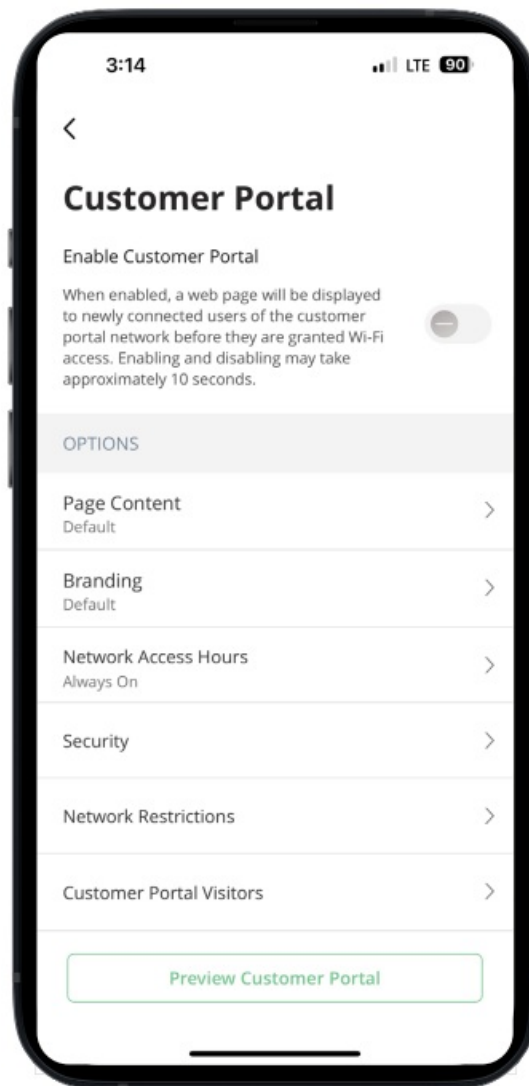 3:14
LTE 90
Customer Portal
Enable Customer Portal
When enabled, a web page will be displayed
to newly connected users of the customer
portal network before they are granted Wi-Fi
access. Enabling and disabling may take
approximately 10 seconds.
OPTIONS
Page Content
Default
Branding
Default
Network Access Hours
Always On
Security
Network Restrictions
Customer Portal Visitors
Preview Customer Portal